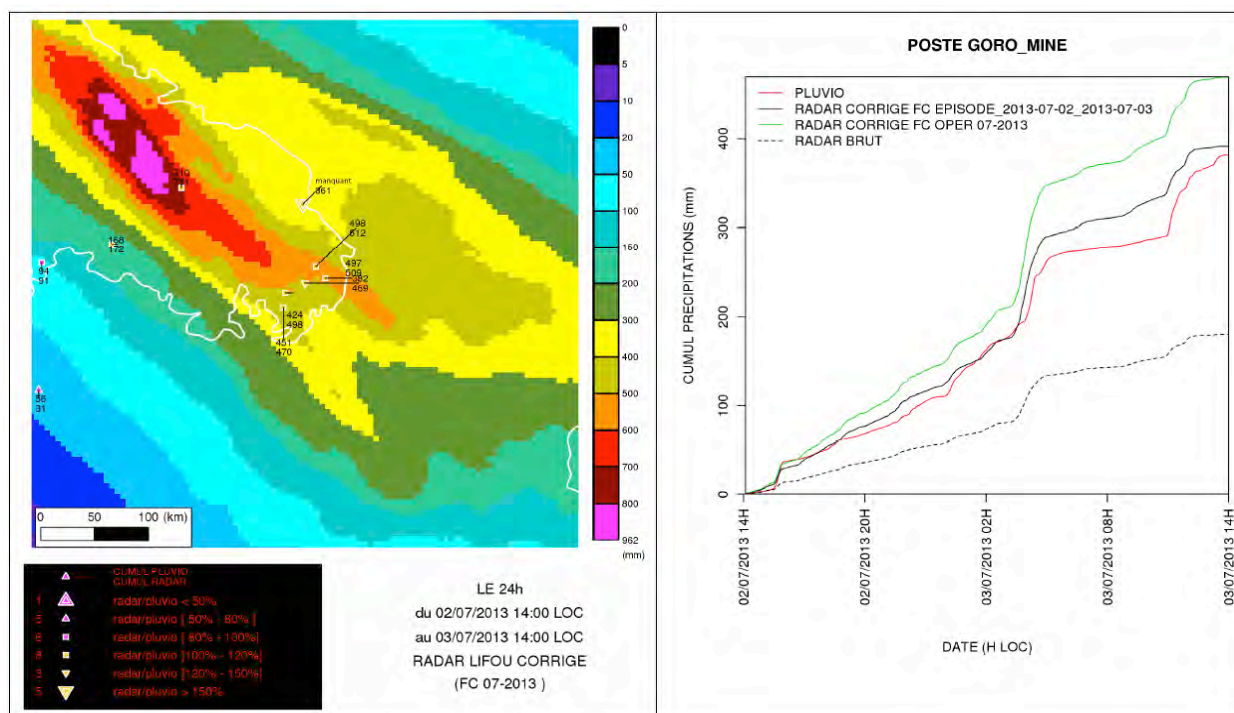 0
5
10
20
50
100
160
200
300
400
500
600
700
800
962
(mm)
manquant
361
498
512
497
509
382
469
168
172
94
91
424
498
451
470
0 50 100 (km)
CUMUL PLUVIO
CUMUL RADAR
radar/pluvio < 50%
radar/pluvio [ 50% - 80% ]
radar/pluvio [ 80% - 100%]
radar/pluvio ]100% - 120%]
radar/pluvio ]120% - 150%]
radar/pluvio > 150%
LE 24h
du 02/07/2013 14:00 LOC
au 03/07/2013 14:00 LOC
RADAR LIFOU CORRIGE
(FC 07-2013 )
POSTE GORO_MINE
PLUVIO
RADAR CORRIGE FC EPISODE_2013-07-02_2013-07-03
RADAR CORRIGE FC OPER 07-2013
RADAR BRUT
CUMUL PRECIPITATIONS (mm)
400
300
200
100
0
02/07/2013 14H
02/07/2013 20H
03/07/2013 02H
03/07/2013 08H
03/07/2013 14H
DATE (H LOC)